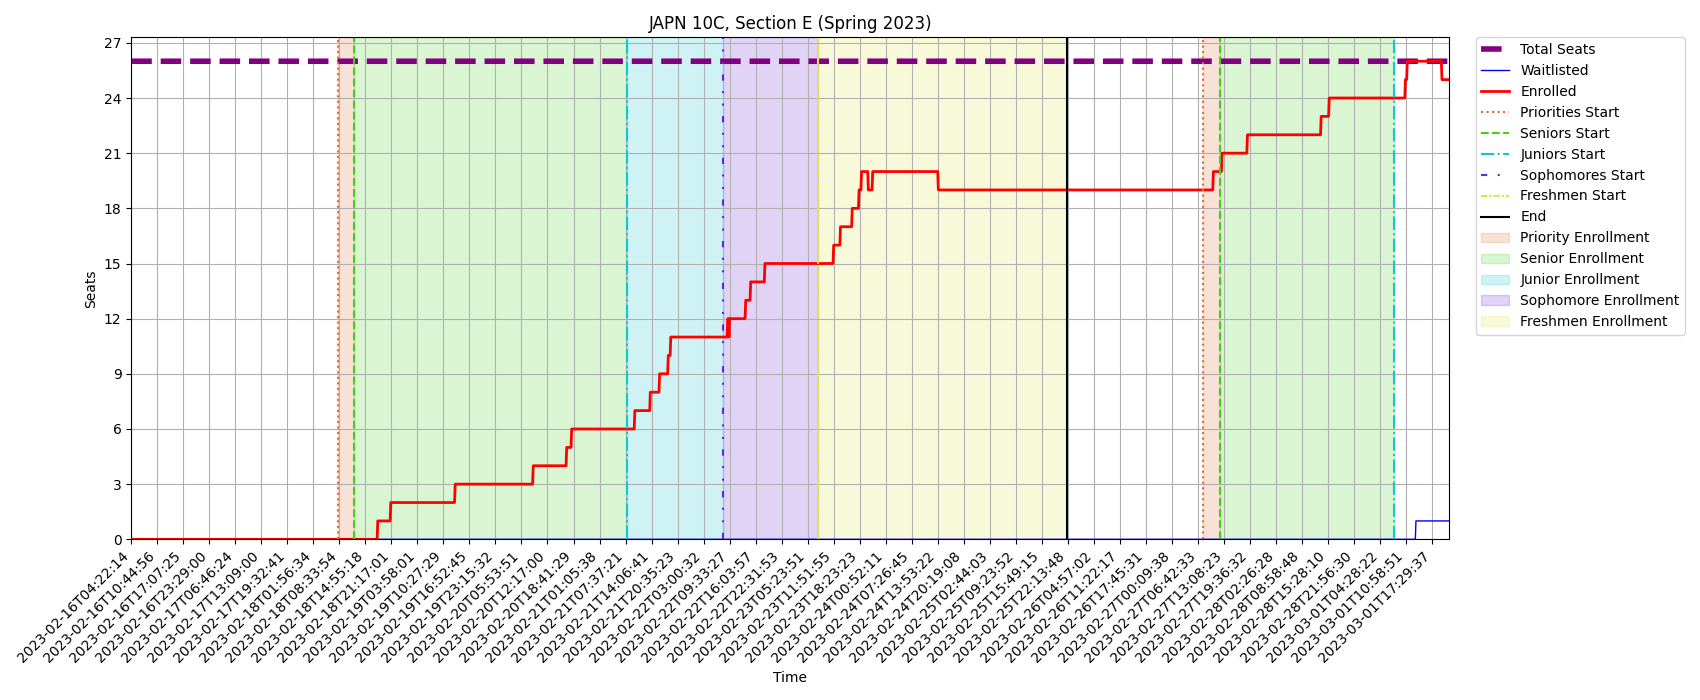 JAPN 10C, Section E (Spring 2023)
27
24
21
18
15
12
9
6
3
0
Seats
2023-02-16T04:22:14
2023-02-16T10:44:56
2023-02-16T17:07:25
2023-02-16T23:29:00
2023-02-17T06:46:24
2023-02-17T13:09:00
2023-02-17T19:32:41
2023-02-18T01:56:34
2023-02-18T08:33:54
2023-02-18T14:55:18
2023-02-18T21:17:01
2023-02-19T03:58:01
2023-02-19T10:27:29
2023-02-19T16:52:45
2023-02-19T23:15:32
2023-02-20T05:53:51
2023-02-20T12:17:00
2023-02-20T18:41:29
2023-02-21T01:05:38
2023-02-21T07:37:21
2023-02-21T14:06:41
2023-02-21T20:35:23
2023-02-22T03:00:32
2023-02-22T09:33:27
2023-02-22T16:03:57
2023-02-22T22:31:53
2023-02-23T05:23:51
2023-02-23T11:51:55
2023-02-23T18:23:23
2023-02-24T00:52:11
2023-02-24T07:26:45
2023-02-24T13:53:22
2023-02-24T20:19:08
2023-02-25T02:44:03
2023-02-25T09:23:52
2023-02-25T15:49:15
2023-02-25T22:13:48
2023-02-26T04:57:02
2023-02-26T11:22:17
2023-02-26T17:45:31
2023-02-27T00:09:38
2023-02-27T06:42:33
2023-02-27T13:08:23
2023-02-27T19:36:32
2023-02-28T02:26:28
2023-02-28T08:58:48
2023-02-28T15:28:10
2023-02-28T21:56:30
2023-03-01T04:28:22
2023-03-01T10:58:51
2023-03-01T17:29:37
Time
Total Seats
Waitlisted
Enrolled
Priorities Start
Seniors Start
Juniors Start
Sophomores Start
Freshmen Start
End
Priority Enrollment
Senior Enrollment
Junior Enrollment
Sophomore Enrollment
Freshmen Enrollment